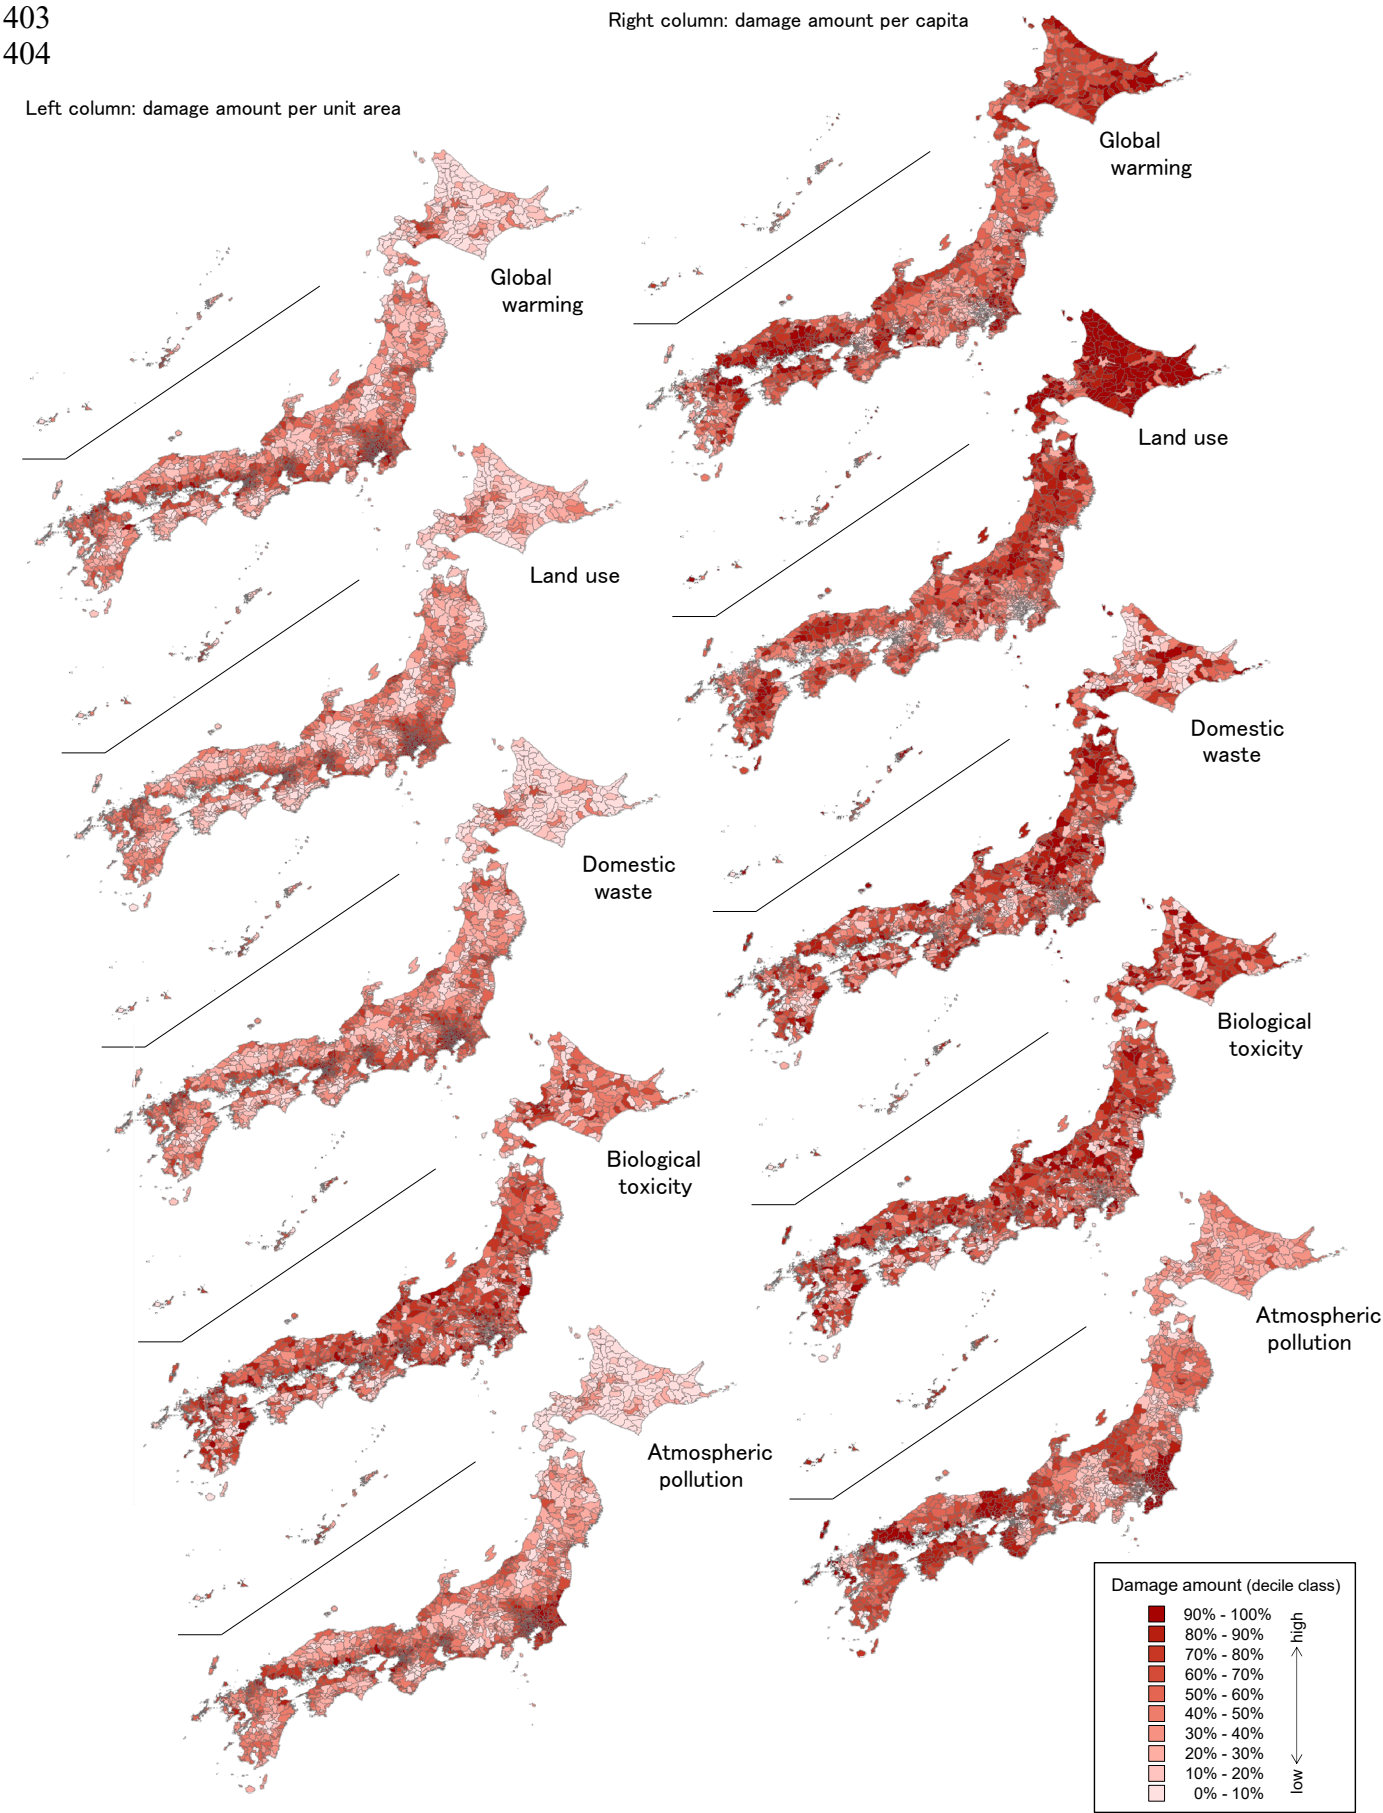 403
404
Right column: damage amount per capita
Left column: damage amount per unit area
Global
warming
Global
warming
Land use
Land use
Domestic
waste
Domestic
waste
Biological
toxicity
Biological
toxicity
Atmospheric
pollution
Atmospheric
pollution
Damage amount (decile class)
90% - 100%
80% - 90%
70% - 80%
60% - 70%
50% - 60%
40% - 50%
30% - 40%
20% - 30%
10% - 20%
0% - 10%
high
low